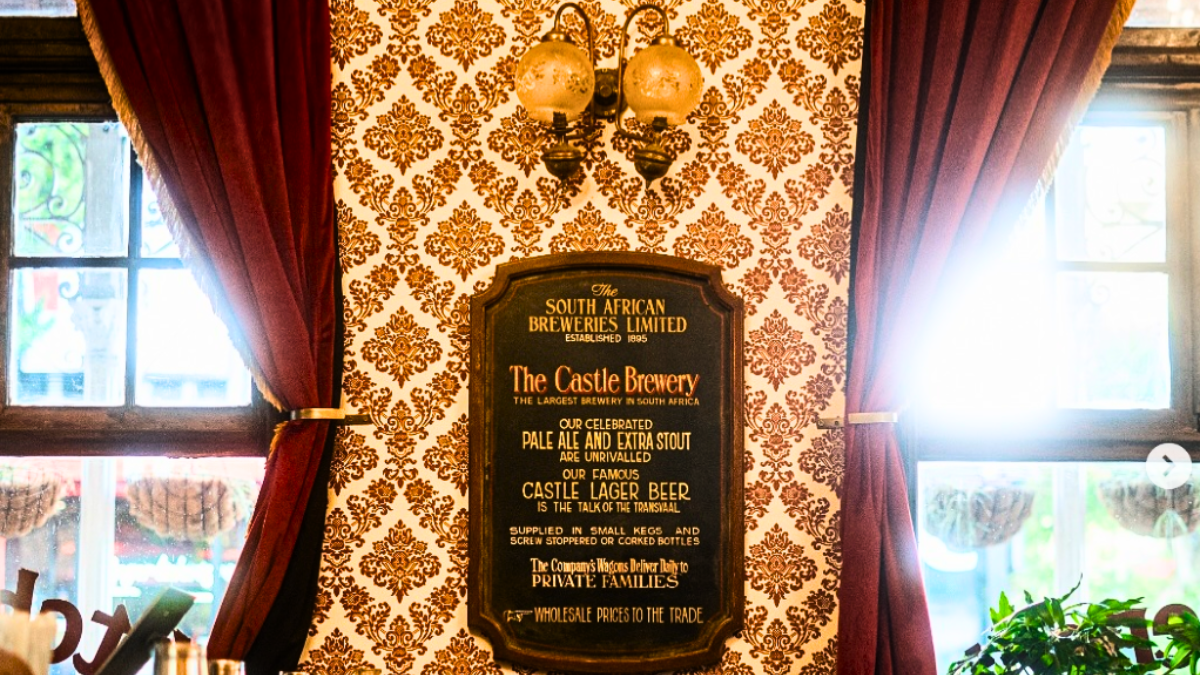 The
SOUTH AFRICAN
BREWERIES LIMITED
ESTABLISHED 1895
The Castle Brewery
THE LARGEST BREWERY IN SOUTH AFRICA
OUR CELEBRATED
PALE ALE AND EXTRA STOUT
ARE UNRIVALLED
OUR FAMOUS
CASTLE LAGER BEER
IS THE TALK OF THE TRANSVAAL
SUPPLIED IN SMALL KEGS AND
SCREW STOPPERED OR CORKED BOTTLES
The Company's Wagons Deliver Daily to
PRIVATE FAMILIES
WHOLESALE PRICES TO THE TRADE